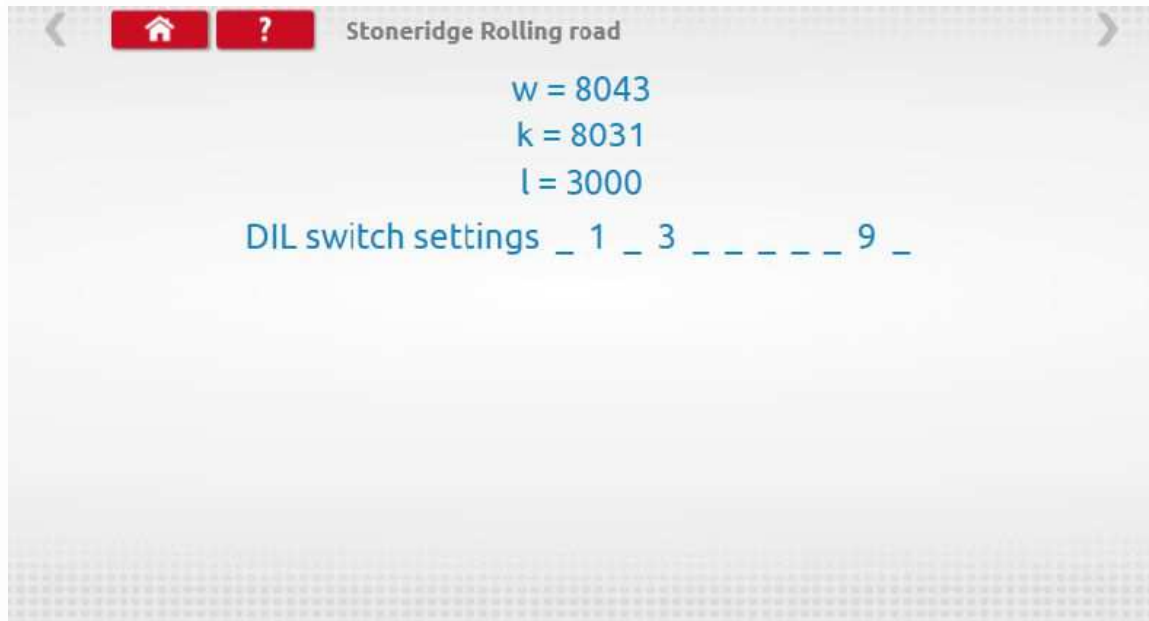 ? Stoneridge Rolling road
w = 8043
k = 8031
l = 3000
DIL switch settings _ 1 _ 3 _ _ _ _ _ 9 _